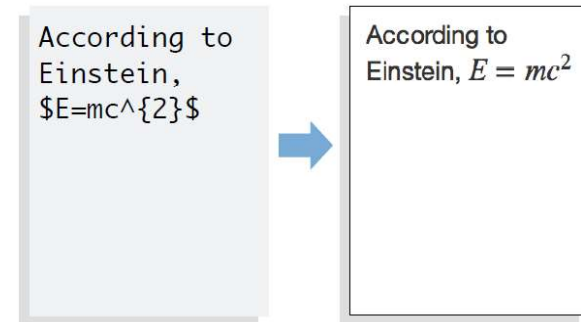 According to
Einstein,
$E=mc^{2}$
According to
Einstein, E = mc²